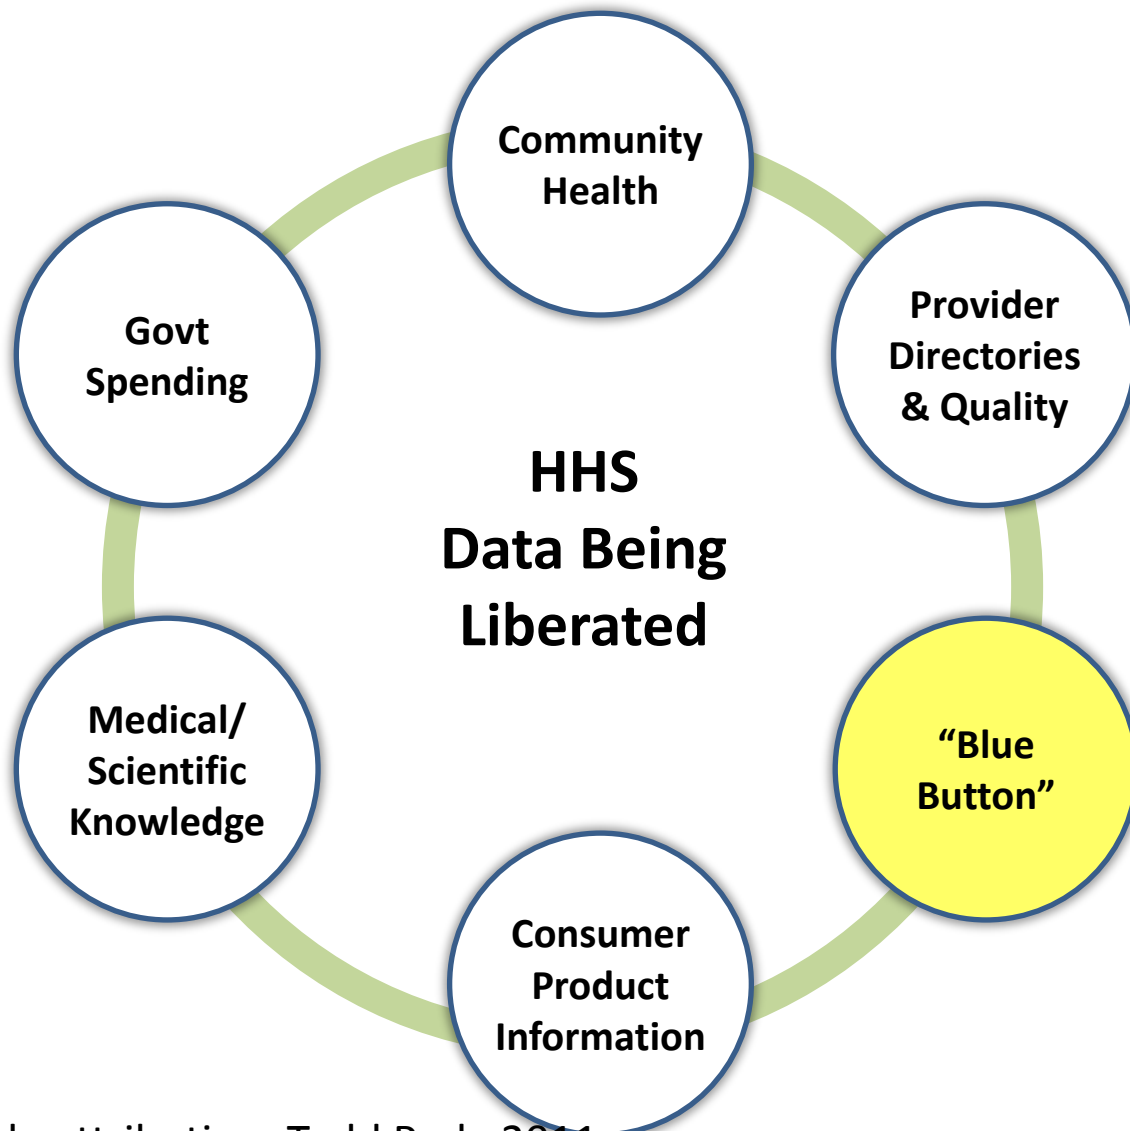 Community
Health
Provider
Directories
& Quality
Govt
Spending
HHS
Data Being
Liberated
Medical/
Scientific
Knowledge
“Blue
Button”
Consumer
Product
Information